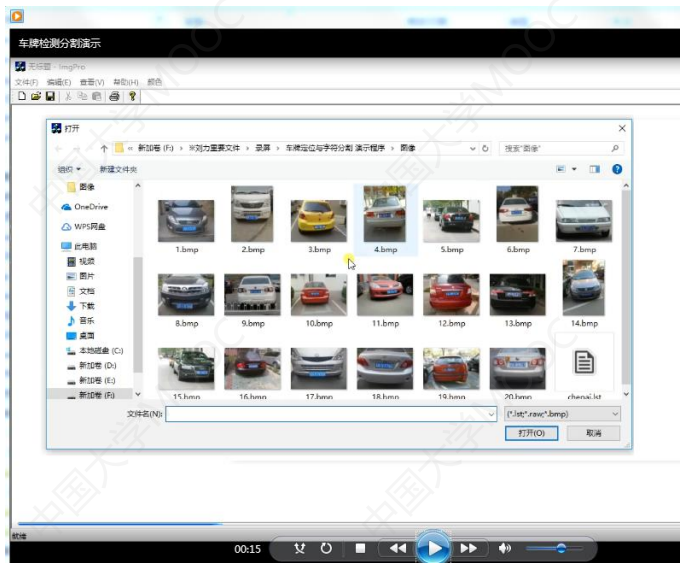 车牌检测分割演示
无标题 - ImgPro
文件(F) 编辑(E) 查看(V) 帮助(H) 颜色
打开
« 新加卷 (F:) › ※刘力重要文件 › 录屏 › 车牌定位与字符分割 演示程序 › 图像
搜索"图像"
组织 新建文件夹
图像
OneDrive
WPS网盘
此电脑
视频
图片
文档
下载
音乐
桌面
本地磁盘 (C:)
新加卷 (D:)
新加卷 (E:)
新加卷 (F:)
1.bmp 2.bmp 3.bmp 4.bmp 5.bmp 6.bmp 7.bmp
8.bmp 9.bmp 10.bmp 11.bmp 12.bmp 13.bmp 14.bmp
15.bmp 16.bmp 17.bmp 18.bmp 19.bmp 20.bmp chepai.lst
文件名(N):
(*.lst;*.raw;*.bmp)
打开(O) 取消
就绪
00:15
中国大学MOOC